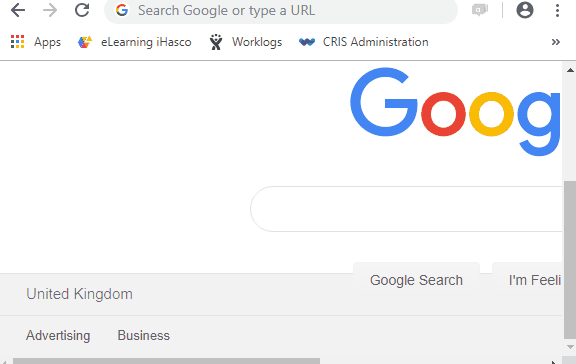 Search Google or type a URL
Apps eLearning iHasco Worklogs CRIS Administration »
Goog
Google Search I'm Feeli
United Kingdom
Advertising Business